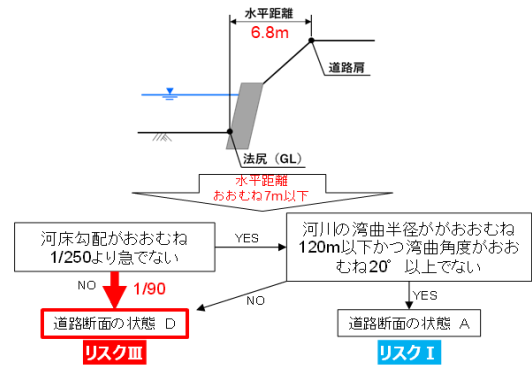 水平距離
6.8m
道路肩
法尻（GL）
水平距離
おおむね7m以下
河床勾配がおおむね
1/250より急でない
YES
河川の湾曲半径ががおおむね
120m以下かつ湾曲角度がおお
むね20°以上でない
NO
1/90
NO
YES
道路断面の状態 D
道路断面の状態 A
リスクⅢ
リスクⅠ